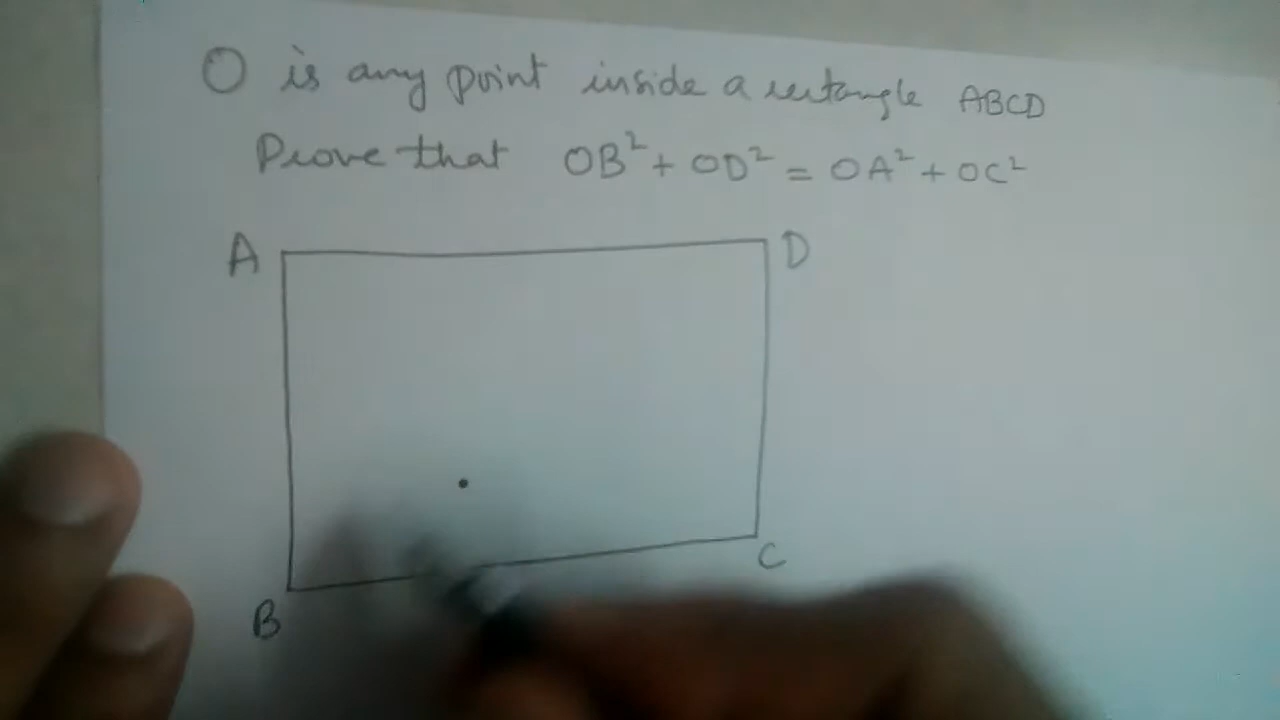 O is any point inside a rectangle ABCD
Prove that OB² + OD² = OA² + OC²
A
D
C
B